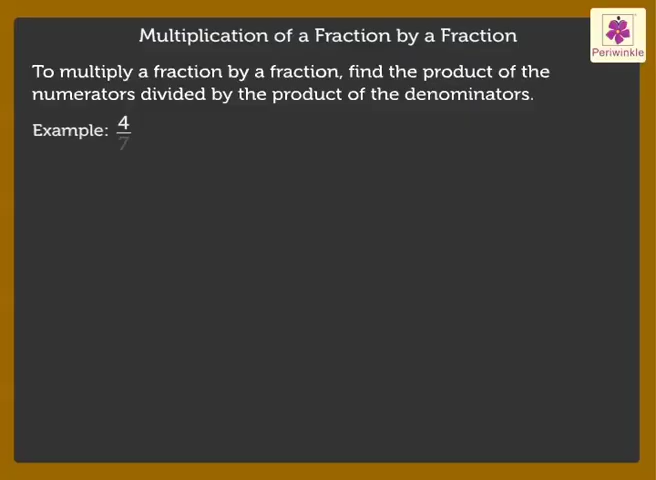 Multiplication of a Fraction by a Fraction
Periwinkle
To multiply a fraction by a fraction, find the product of the
numerators divided by the product of the denominators.
Example: 4/7